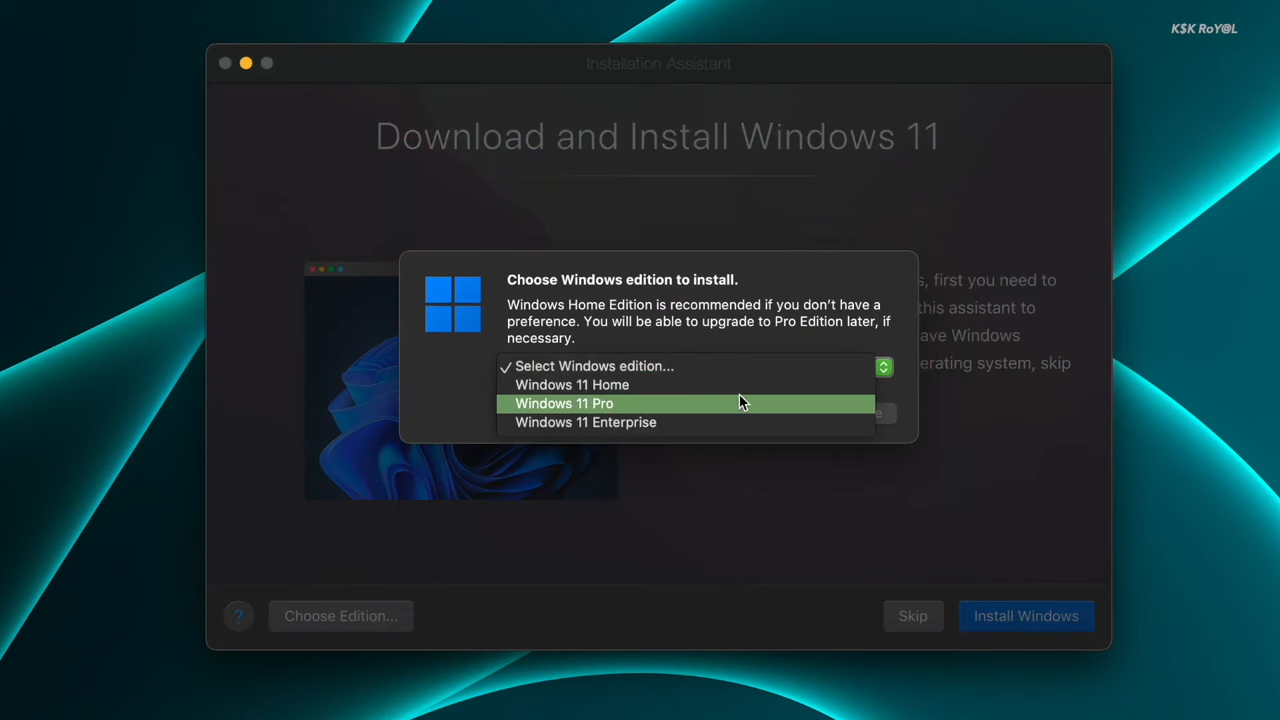 K$K RoY@L
Installation Assistant
Download and Install Windows 11
Choose Windows edition to install.
Windows Home Edition is recommended if you don't have a
preference. You will be able to upgrade to Pro Edition later, if
necessary.
✓ Select Windows edition...
Windows 11 Home
Windows 11 Pro
Windows 11 Enterprise
first you need to
this assistant to
Windows
skip
? Choose Edition...
Skip
Install Windows